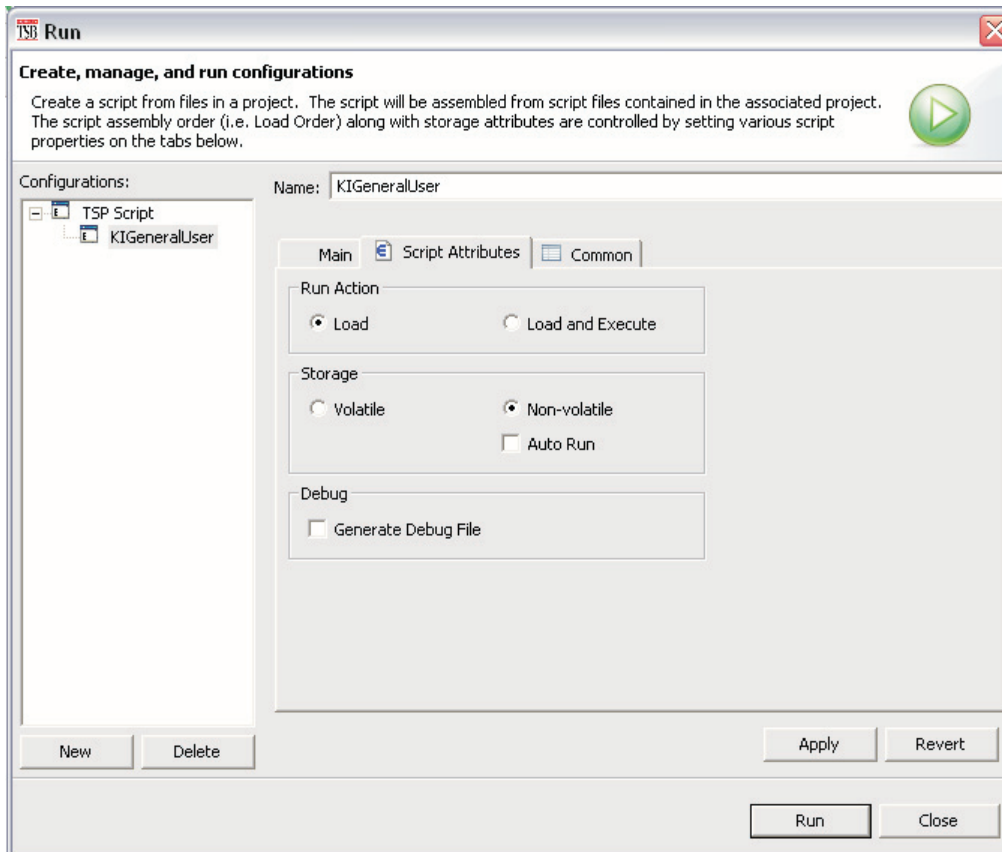 TSB Run
Create, manage, and run configurations
Create a script from files in a project. The script will be assembled from script files contained in the associated project.
The script assembly order (i.e. Load Order) along with storage attributes are controlled by setting various script
properties on the tabs below.
Configurations:
TSP Script
KIGeneralUser
Name: KIGeneralUser
Main Script Attributes Common
Run Action
Load Load and Execute
Storage
Volatile Non-volatile
Auto Run
Debug
Generate Debug File
New Delete
Apply Revert
Run Close